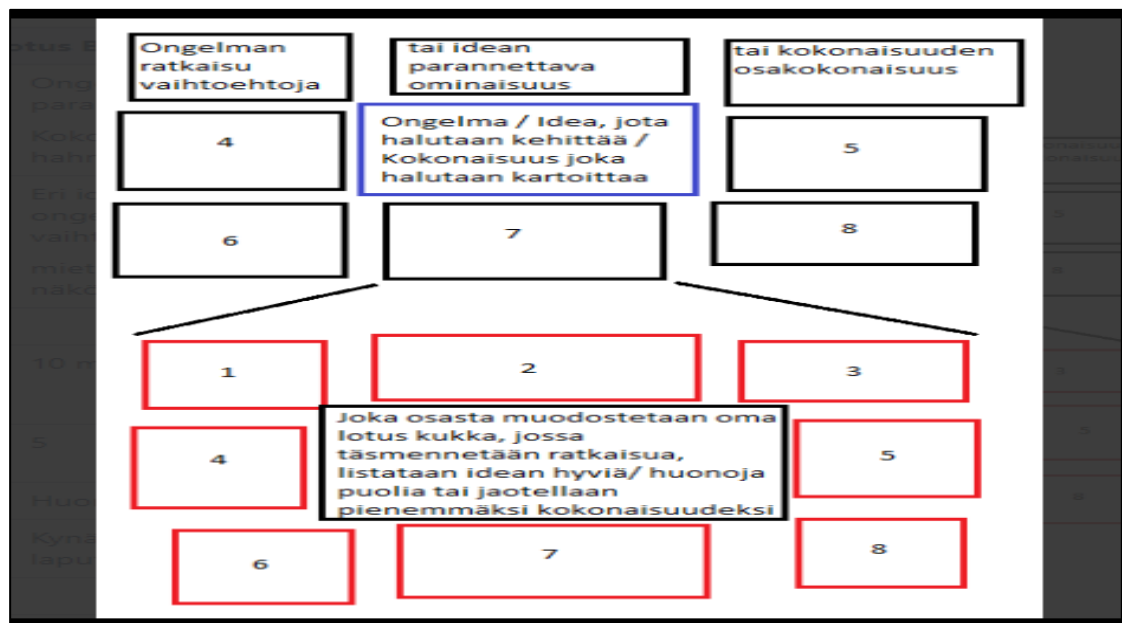 Ongelman
ratkaisu
vaihtoehtoja
tai idean
parannettava
ominaisuus
tai kokonaisuuden
osakokonaisuus
4
Ongelma / Idea, jota
halutaan kehittää /
Kokonaisuus joka
halutaan kartoittaa
5
6
7
8
1
2
3
4
Joka osasta muodostetaan oma
lotus kukka, jossa
täsmennetään ratkaisua,
listataan idean hyviä/ huonoja
puolia tai jaotellaan
pienemmäksi kokonaisuudeksi
5
6
7
8